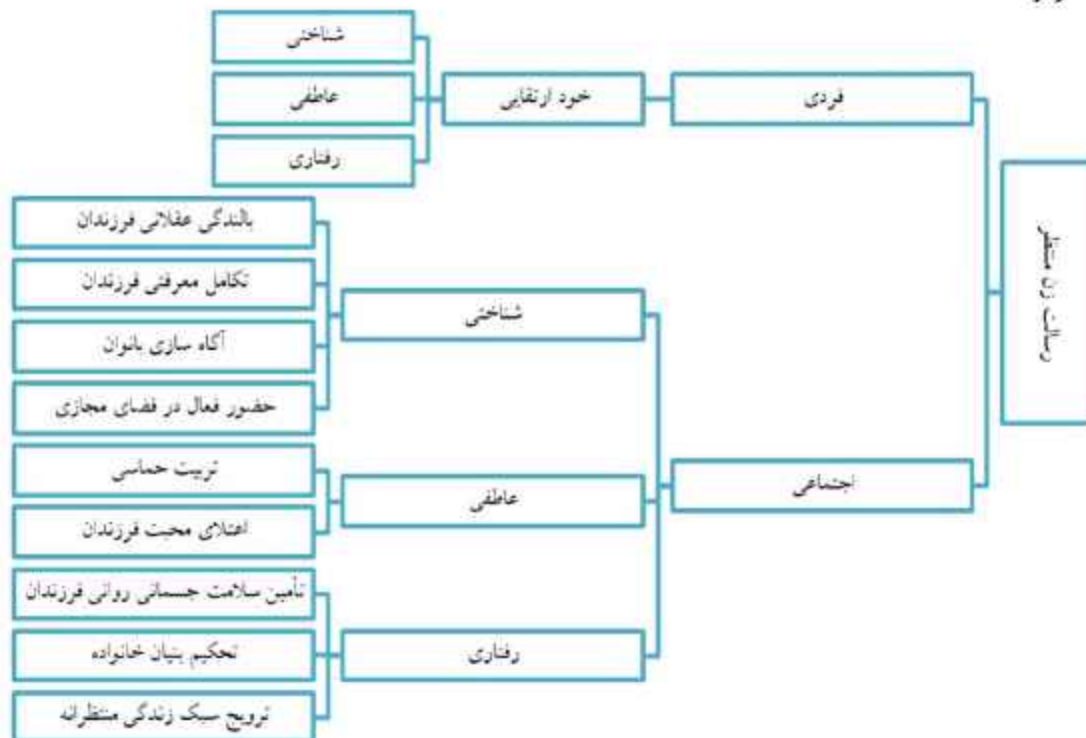 رسالت زن منتظر
فردی
خود ارتقایی
شناختی
عاطفی
رفتاری
اجتماعی
شناختی
بالندگی عقلانی فرزندان
تکامل معرفتی فرزندان
آگاه سازی بانوان
حضور فعال در فضای مجازی
عاطفی
تربیت حماسی
اعتلای محبت فرزندان
رفتاری
تأمین سلامت جسمانی روانی فرزندان
تحکیم بنیان خانواده
ترویج سبک زندگی منتظرانه